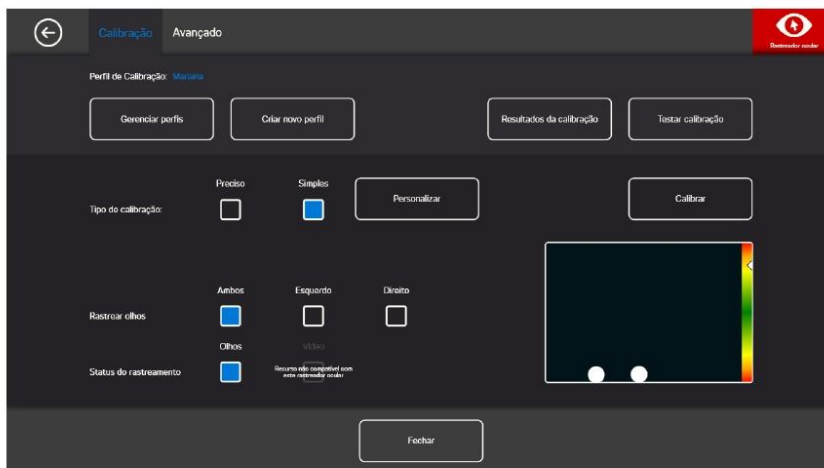 Calibração
Avançado
Rastreador ocular
Perfil de Calibração: Mariana
Gerenciar perfis
Criar novo perfil
Resultados da calibração
Testar calibração
Tipo de calibração:
Preciso
Simples
Personalizar
Calibrar
Rastrear olhos
Ambos
Esquerdo
Direito
Status do rastreamento
Olhos
Vídeo
Recurso não compatível com
este rastreador ocular
Fechar